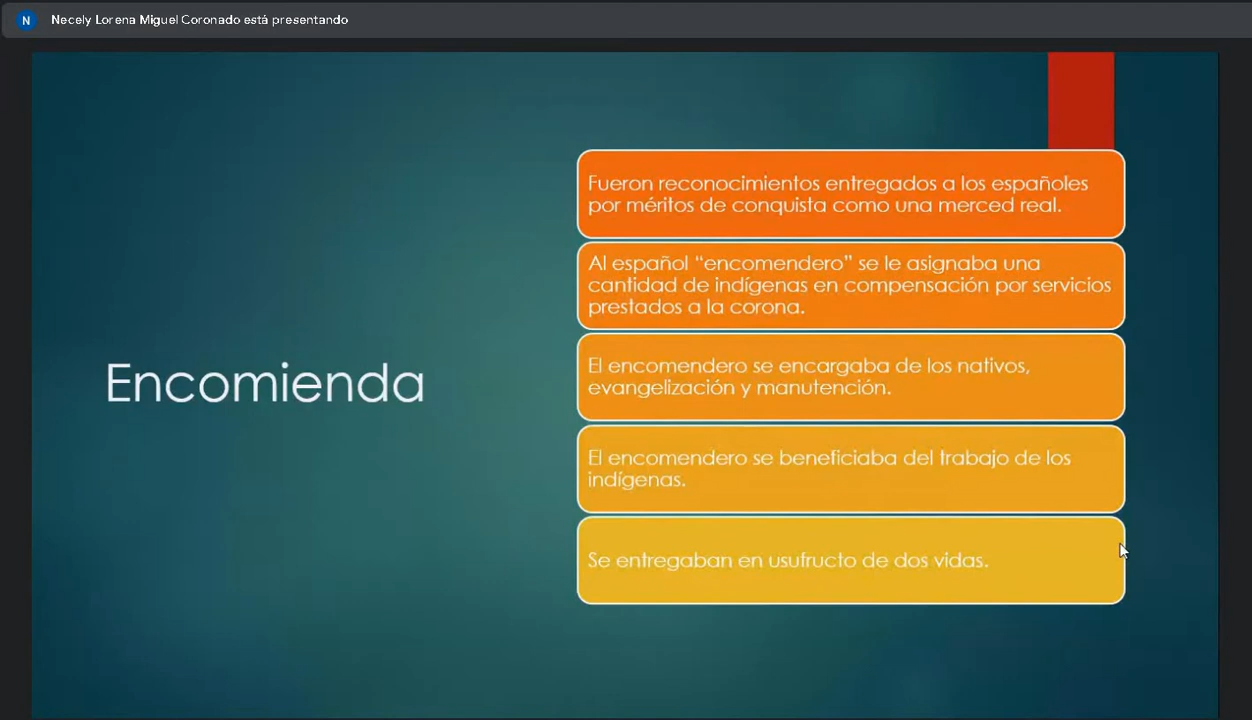 N Necely Lorena Miguel Coronado está presentando
Encomienda
Fueron reconocimientos entregados a los españoles
por méritos de conquista como una merced real.
Al español “encomendero” se le asignaba una
cantidad de indígenas en compensación por servicios
prestados a la corona.
El encomendero se encargaba de los nativos,
evangelización y manutención.
El encomendero se beneficiaba del trabajo de los
indígenas.
Se entregaban en usufructo de dos vidas.